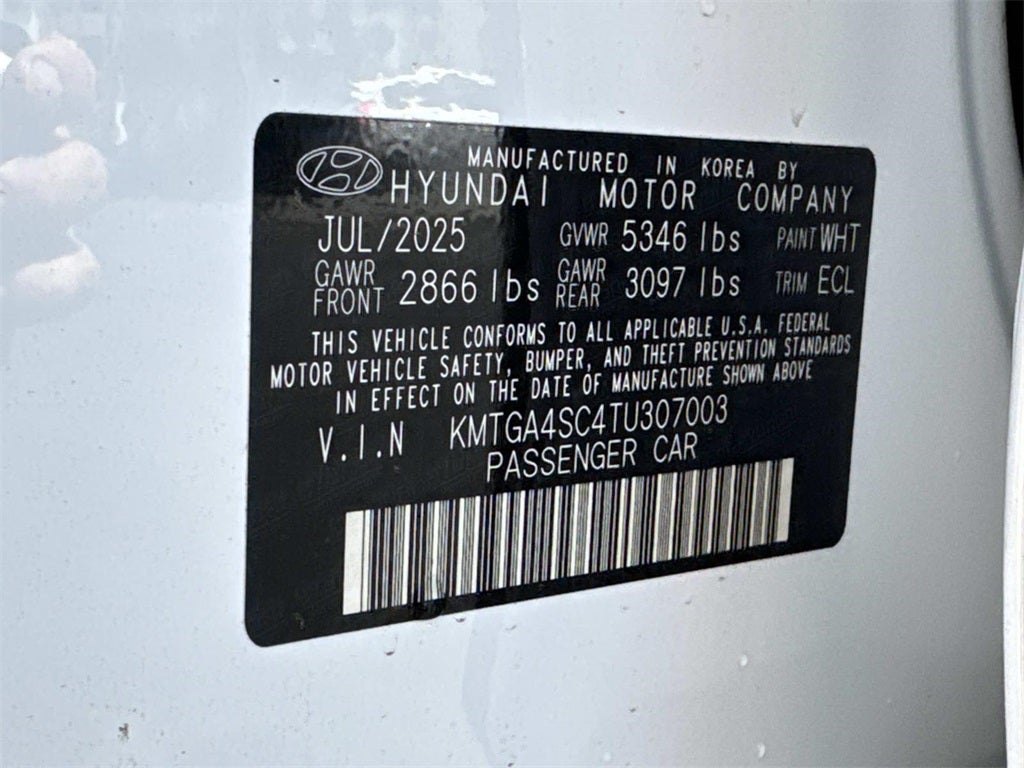 MANUFACTURED IN KOREA BY
HYUNDAI MOTOR COMPANY
JUL/2025 GVWR 5346 lbs PAINT WHT
GAWR FRONT 2866 lbs GAWR REAR 3097 lbs TRIM ECL
THIS VEHICLE CONFORMS TO ALL APPLICABLE U.S.A. FEDERAL
MOTOR VEHICLE SAFETY, BUMPER, AND THEFT PREVENTION STANDARDS
IN EFFECT ON THE DATE OF MANUFACTURE SHOWN ABOVE
V.I.N KMTGA4SC4TU307003
PASSENGER CAR